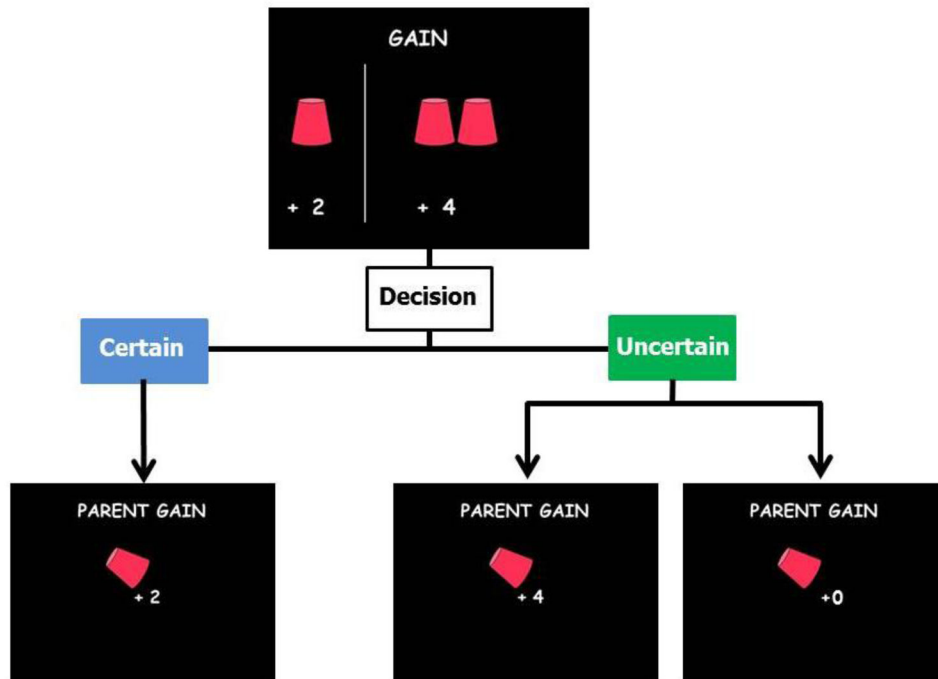 GAIN
+ 2
+ 4
Decision
Certain
Uncertain
PARENT GAIN
+ 2
PARENT GAIN
+ 4
PARENT GAIN
+0